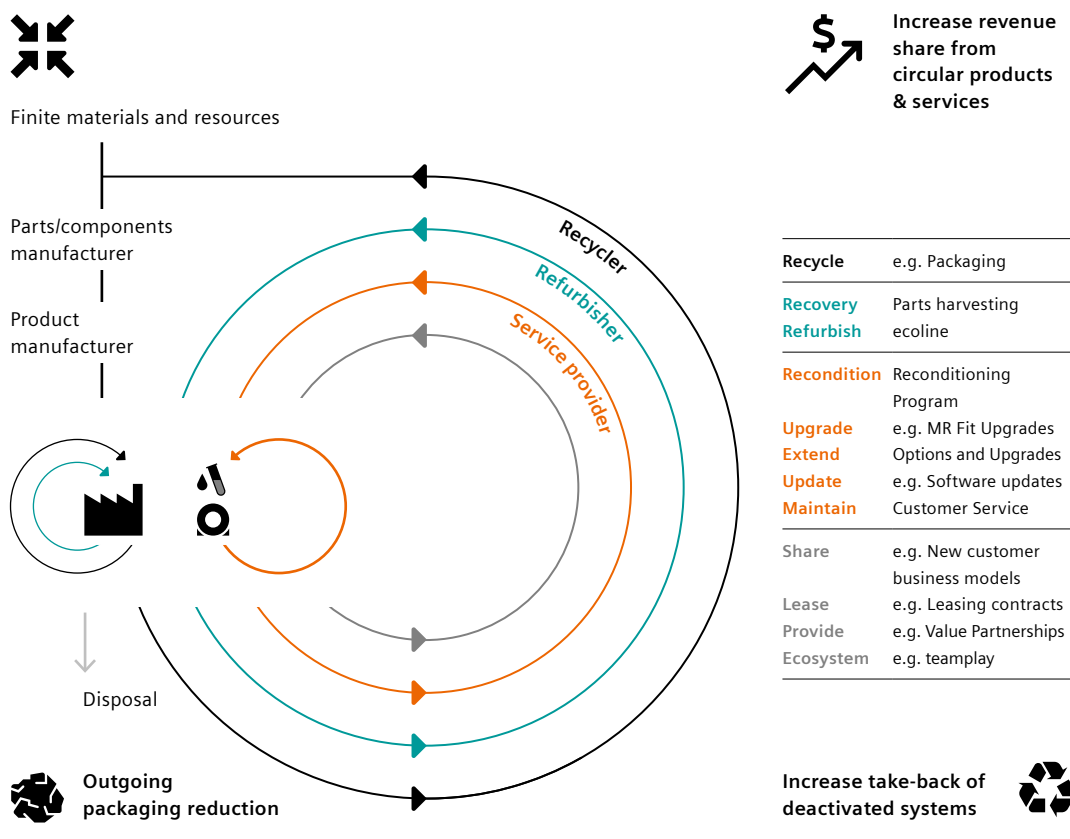 Finite materials and resources
Parts/components
manufacturer
Product
manufacturer
Disposal
Outgoing
packaging reduction
Recycler
Refurbisher
Service provider
$
Increase revenue
share from
circular products
& services
Recycle e.g. Packaging
Recovery Parts harvesting
Refurbish ecoline
Recondition Reconditioning
Program
Upgrade e.g. MR Fit Upgrades
Extend Options and Upgrades
Update e.g. Software updates
Maintain Customer Service
Share e.g. New customer
business models
Lease e.g. Leasing contracts
Provide e.g. Value Partnerships
Ecosystem e.g. teamplay
Increase take-back of
deactivated systems